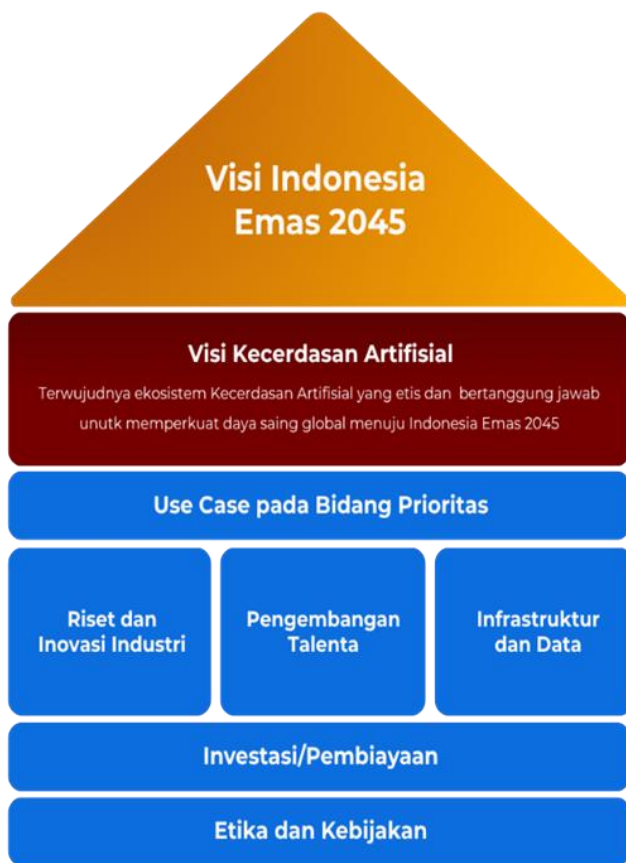 Visi Indonesia
Emas 2045
Visi Kecerdasan Artifisial
Terwujudnya ekosistem Kecerdasan Artifisial yang etis dan bertanggung jawab
unutk memperkuat daya saing global menuju Indonesia Emas 2045
Use Case pada Bidang Prioritas
Riset dan
Inovasi Industri
Pengembangan
Talenta
Infrastruktur
dan Data
Investasi/Pembiayaan
Etika dan Kebijakan